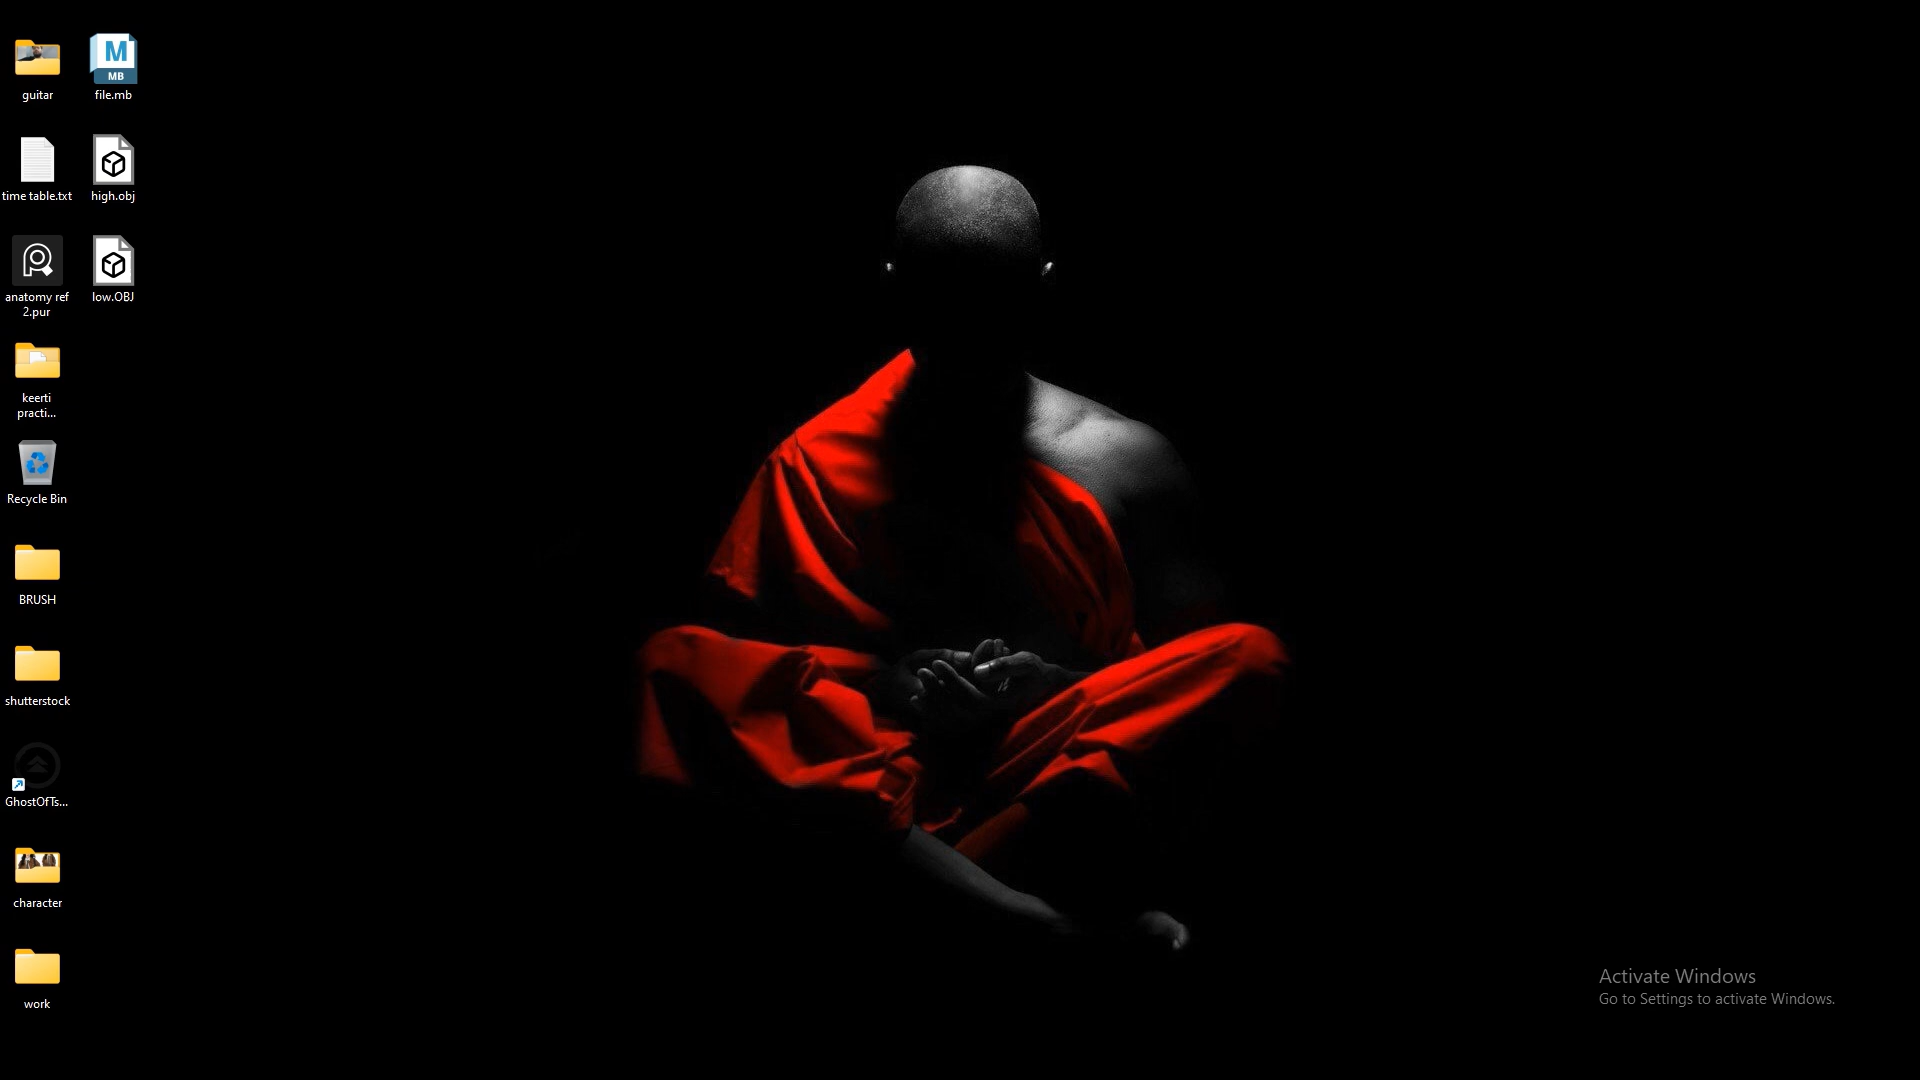 guitar
M
MB
file.mb
time table.txt
high.obj
anatomy ref
2.pur
low.OBJ
keerti
practi...
Recycle Bin
BRUSH
shutterstock
GhostOfTs...
character
work
Activate Windows
Go to Settings to activate Windows.